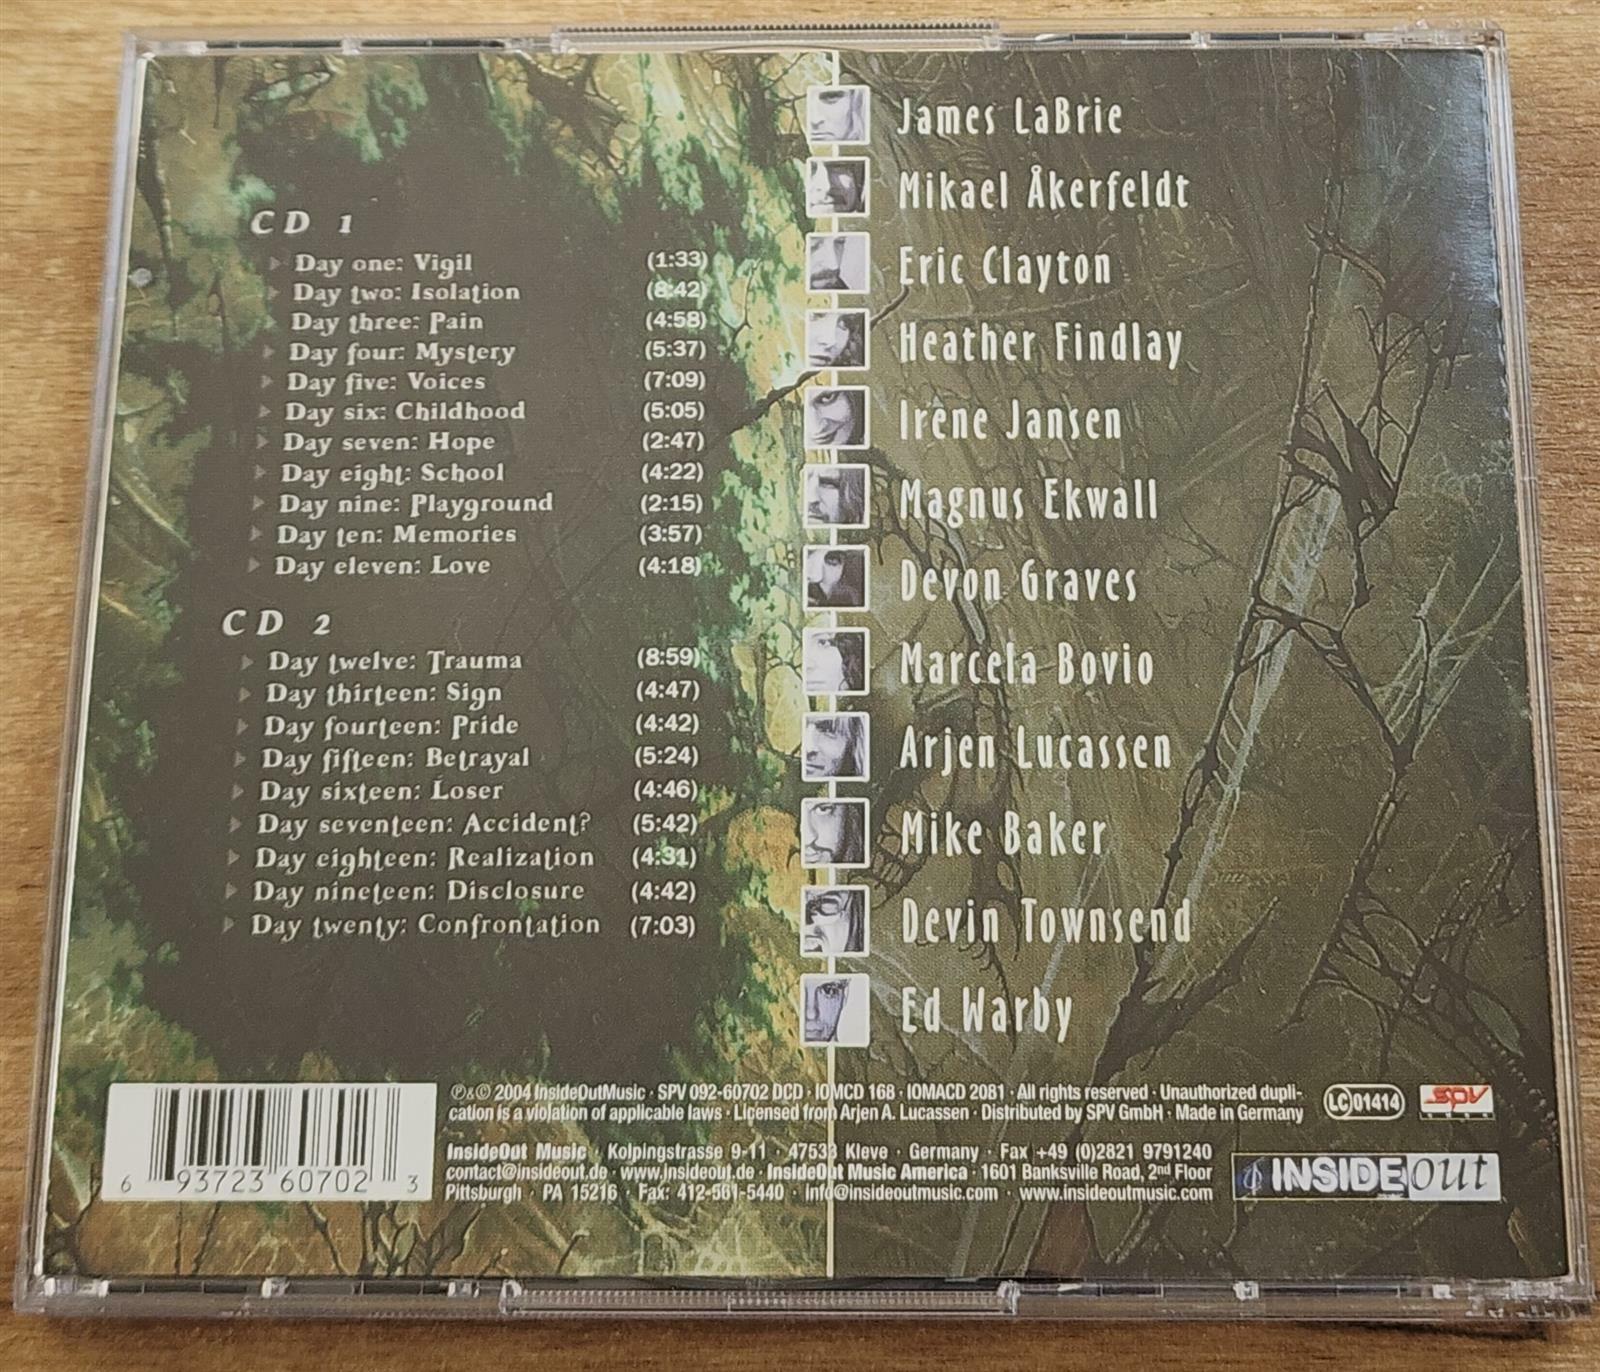 CD 1
Day one: Vigil (1:33)
Day two: Isolation (8:42)
Day three: Pain (4:58)
Day four: Mystery (5:37)
Day five: Voices (7:09)
Day six: Childhood (5:05)
Day seven: Hope (2:47)
Day eight: School (4:22)
Day nine: Playground (2:15)
Day ten: Memories (3:57)
Day eleven: Love (4:18)
CD 2
Day twelve: Trauma (8:59)
Day thirteen: Sign (4:47)
Day fourteen: Pride (4:42)
Day fifteen: Betrayal (5:24)
Day sixteen: Loser (4:46)
Day seventeen: Accident? (5:42)
Day eighteen: Realization (4:31)
Day nineteen: Disclosure (4:42)
Day twenty: Confrontation (7:03)
James LaBrie
Mikael Åkerfeldt
Eric Clayton
Heather Findlay
Irene Jansen
Magnus Ekwall
Devon Graves
Marcela Bovio
Arjen Lucassen
Mike Baker
Devin Townsend
Ed Warby
6 93723 60702 3
℗&© 2004 InsideOutMusic · SPV 092-60702 DCD · IOMCD 168 · IOMACD 2081 · All rights reserved · Unauthorized dupli-
cation is a violation of applicable laws · Licensed from Arjen A. Lucassen · Distributed by SPV GmbH · Made in Germany
LC 01414
SPV
InsideOut Music · Kolpingstrasse 9-11 · 47533 Kleve · Germany · Fax +49 (0)2821 9791240
contact@insideout.de · www.insideout.de · InsideOut Music America · 1601 Banksville Road, 2nd Floor
Pittsburgh · PA 15216 · Fax: 412-561-5440 · info@insideoutmusic.com · www.insideoutmusic.com
INSIDEout